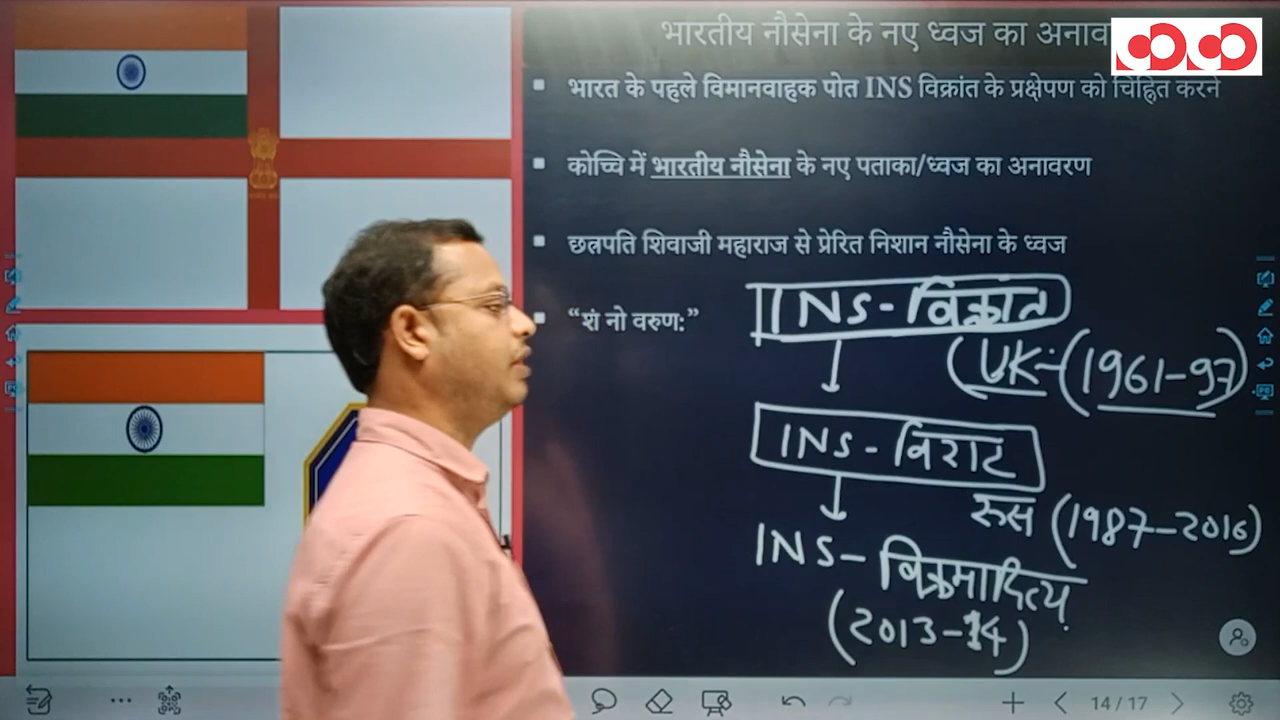 भारतीय नौसेना के नए ध्वज का
भारत के पहले विमानवाहक पोत INS विक्रांत के प्रक्षेपण को चिह्नित करने
कोच्चि में भारतीय नौसेना के नए पताका/ध्वज का अनावरण
छत्रपति शिवाजी महाराज से प्रेरित निशान नौसेना के ध्वज
“शं नो वरुण:”
INS-विक्रांत
(UK-(1961-97)
INS-विराट
रूस (1987-2016)
INS-विक्रमादित्य
(2013-14)
14/17